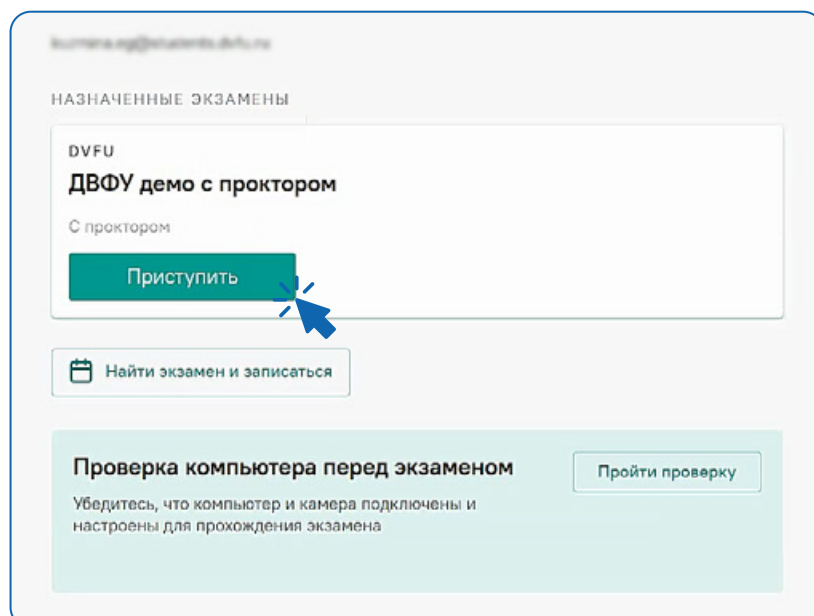 НАЗНАЧЕННЫЕ ЭКЗАМЕНЫ
DVFU
ДВФУ демо с проктором
С проктором
Приступить
Найти экзамен и записаться
Проверка компьютера перед экзаменом
Пройти проверку
Убедитесь, что компьютер и камера подключены и
настроены для прохождения экзамена